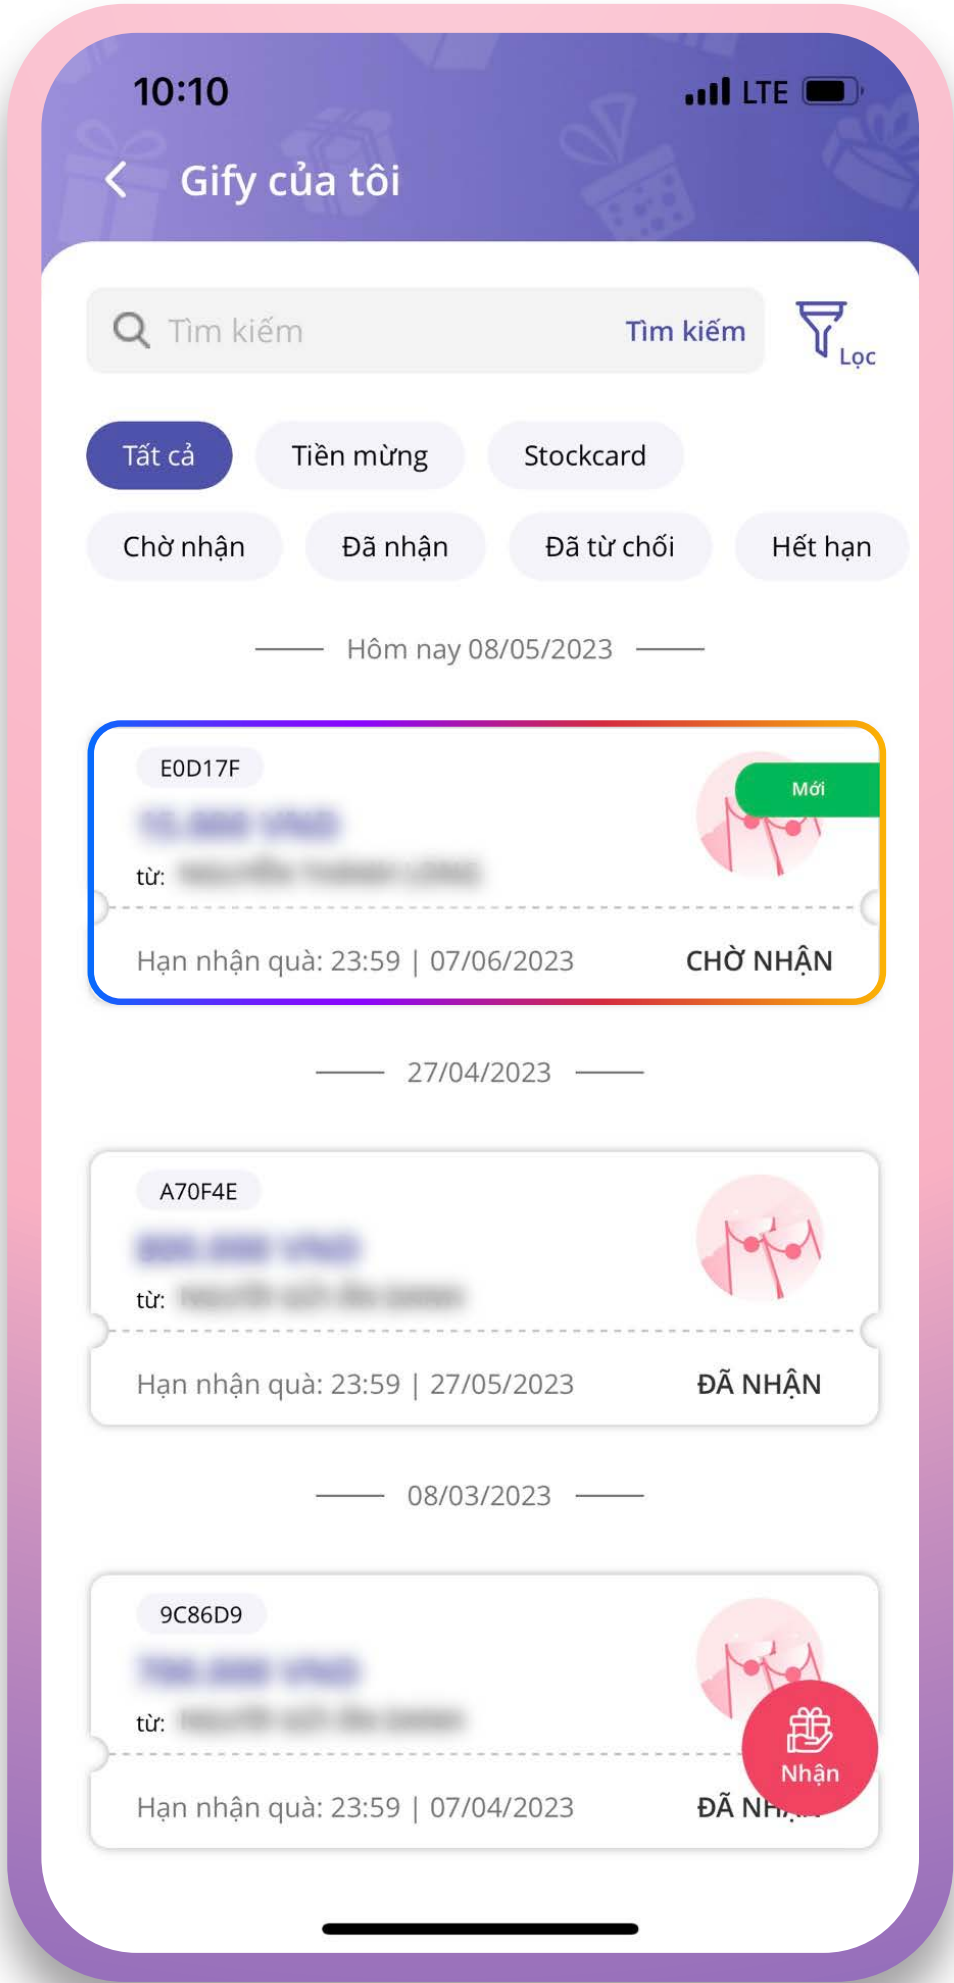 10:10 LTE
Gify của tôi
Tìm kiếm Tìm kiếm Lọc
Tất cả Tiền mừng Stockcard
Chờ nhận Đã nhận Đã từ chối Hết hạn
Hôm nay 08/05/2023
E0D17F
Mới
từ:
Hạn nhận quà: 23:59 | 07/06/2023 CHỜ NHẬN
27/04/2023
A70F4E
từ:
Hạn nhận quà: 23:59 | 27/05/2023 ĐÃ NHẬN
08/03/2023
9C86D9
từ:
Nhận
Hạn nhận quà: 23:59 | 07/04/2023 ĐÃ